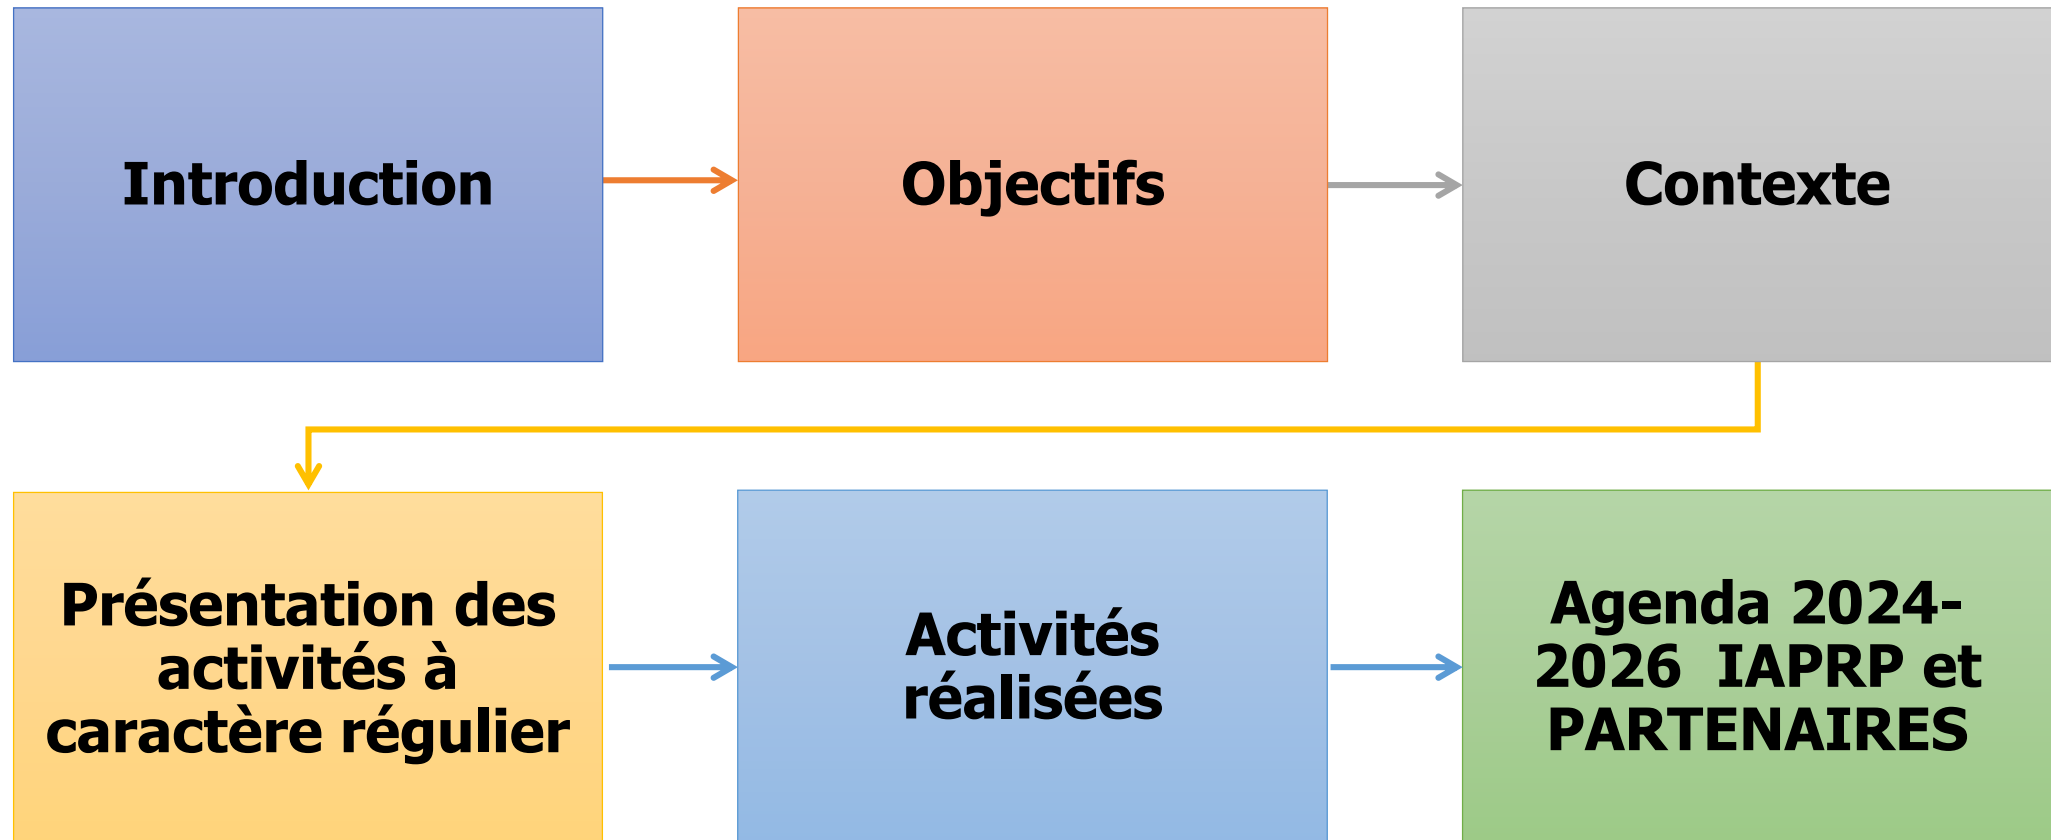 Introduction
Objectifs
Contexte
Présentation des
activités à
caractère régulier
Activités
réalisées
Agenda 2024-
2026  IAPRP et
PARTENAIRES